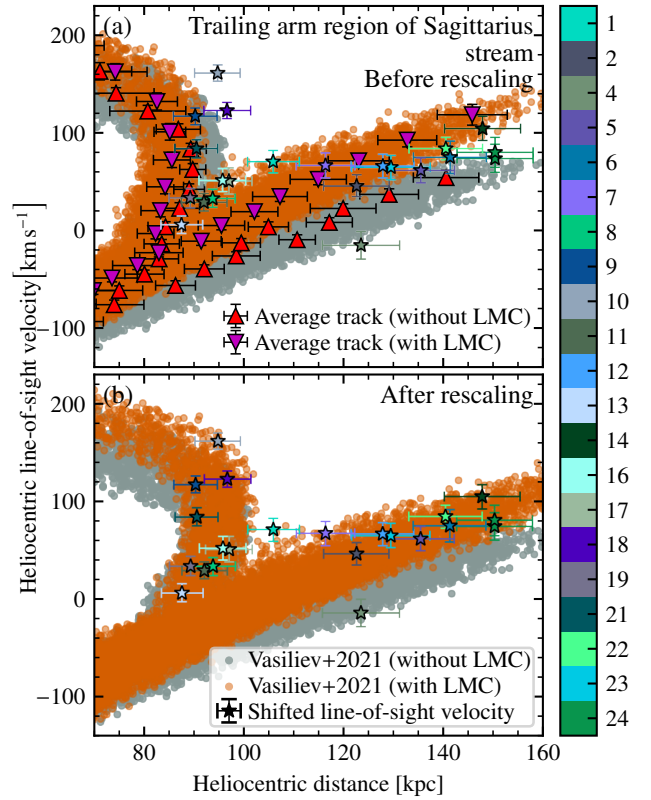 (a)
Trailing arm region of Sagittarius
stream
Before rescaling
200
150
100
50
0
−50
−100
Heliocentric line-of-sight velocity [km s⁻¹]
Average track (without LMC)
Average track (with LMC)
(b)
After rescaling
200
100
0
−100
Vasiliev+2021 (without LMC)
Vasiliev+2021 (with LMC)
Shifted line-of-sight velocity
80
100
120
140
160
Heliocentric distance [kpc]
1
2
4
5
6
7
8
9
10
11
12
13
14
16
17
18
19
21
22
23
24